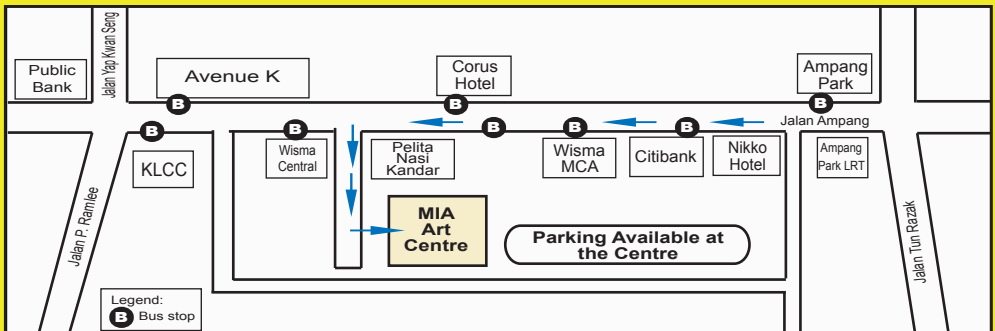 Public
Bank
Jalan Yap Kwan Seng
Avenue K
Corus
Hotel
Ampang
Park
B
B
B
Jalan Ampang
B
B
B
B
B
KLCC
Wisma
Central
Pelita
Nasi
Kandar
Wisma
MCA
Citibank
Nikko
Hotel
Ampang
Park LRT
Jalan P. Ramlee
MIA
Art
Centre
Parking Available at
the Centre
Jalan Tun Razak
Legend:
B Bus stop